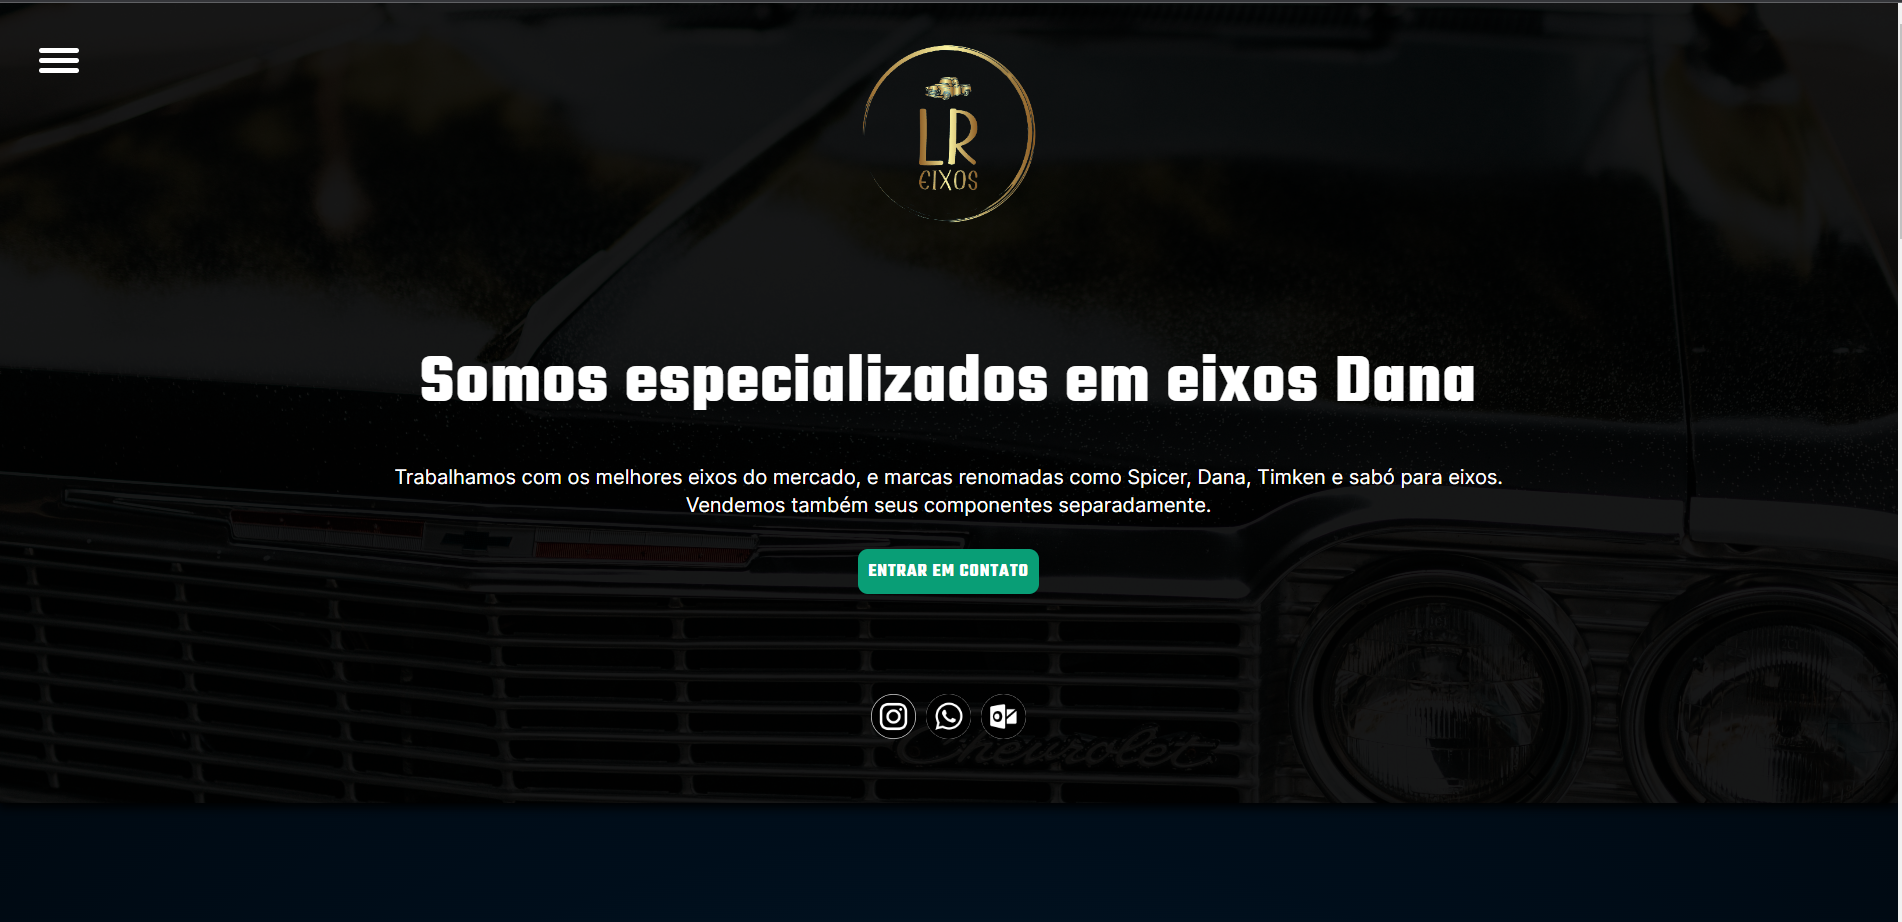 LR
EIXOS
Somos especializados em eixos Dana
Trabalhamos com os melhores eixos do mercado, e marcas renomadas como Spicer, Dana, Timken e sabó para eixos.
Vendemos também seus componentes separadamente.
ENTRAR EM CONTATO
Chevrolet